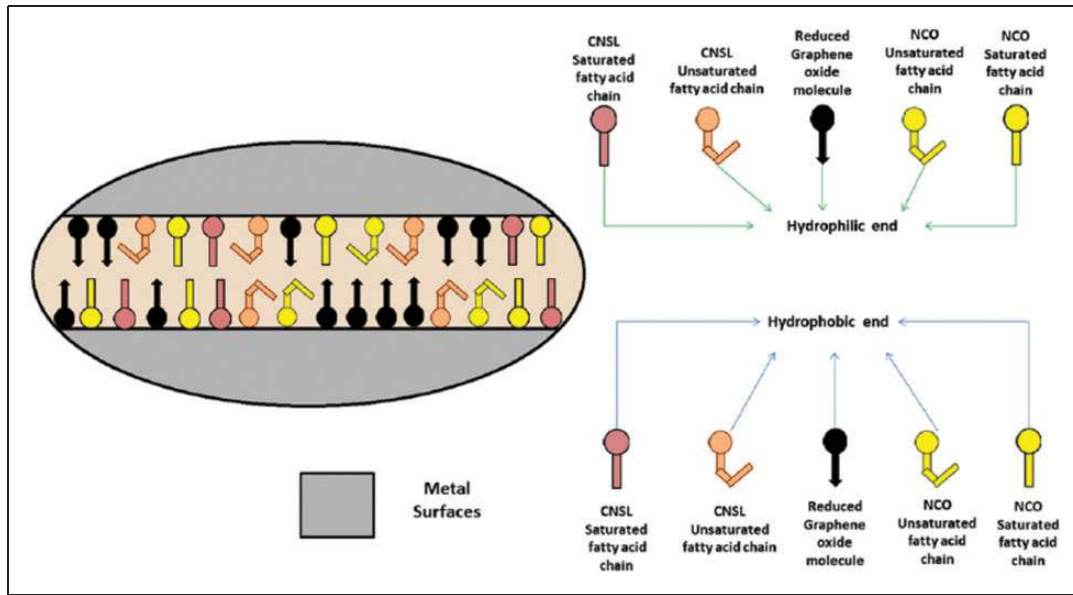 CNSL
Saturated
fatty acid
chain
CNSL
Unsaturated
fatty acid chain
Reduced
Graphene
oxide
molecule
NCO
Unsaturated
fatty acid
chain
NCO
Saturated
fatty acid
chain
Hydrophilic end
Hydrophobic end
Metal
Surfaces
CNSL
Saturated
fatty acid
chain
CNSL
Unsaturated
fatty acid chain
Reduced
Graphene
oxide
molecule
NCO
Unsaturated
fatty acid
chain
NCO
Saturated
fatty acid
chain